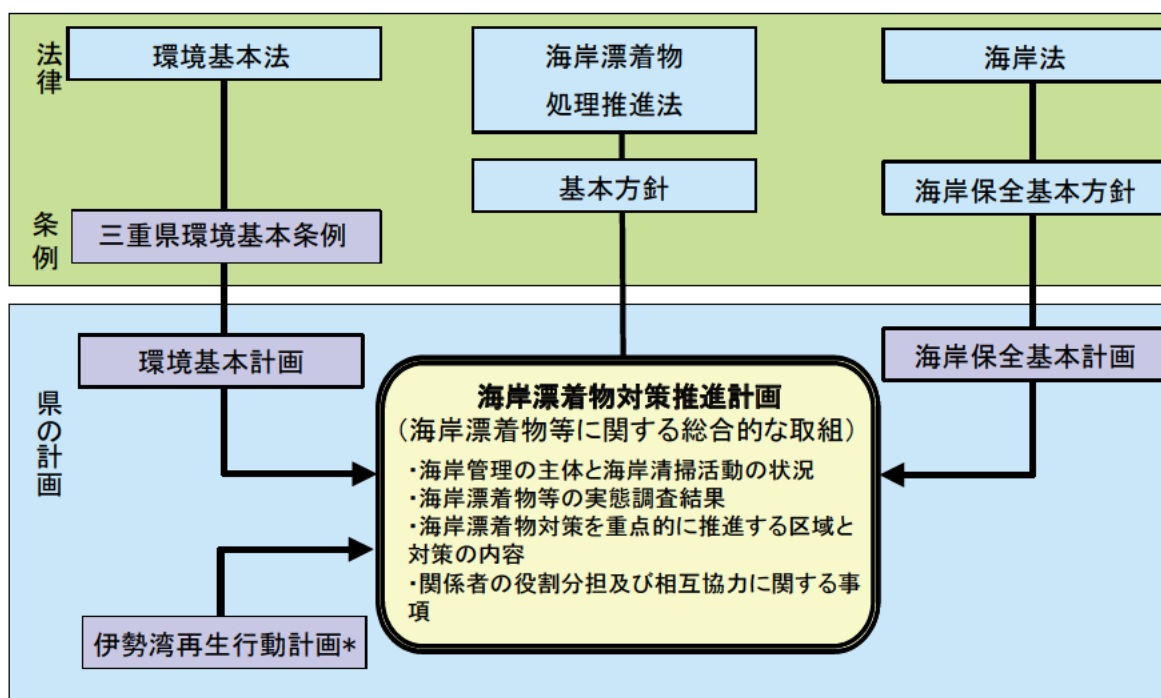 法律
環境基本法
海岸漂着物
処理推進法
海岸法
基本方針
海岸保全基本方針
条例
三重県環境基本条例
県の計画
環境基本計画
海岸保全基本計画
海岸漂着物対策推進計画
(海岸漂着物等に関する総合的な取組)
・海岸管理の主体と海岸清掃活動の状況
・海岸漂着物等の実態調査結果
・海岸漂着物対策を重点的に推進する区域と
対策の内容
・関係者の役割分担及び相互協力に関する事
項
伊勢湾再生行動計画*